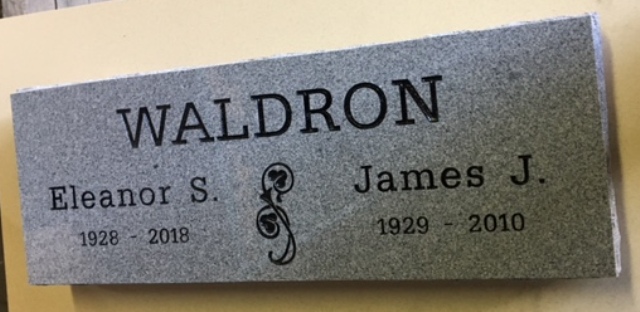 WALDRON
Eleanor S.
1928 - 2018
James J.
1929 - 2010